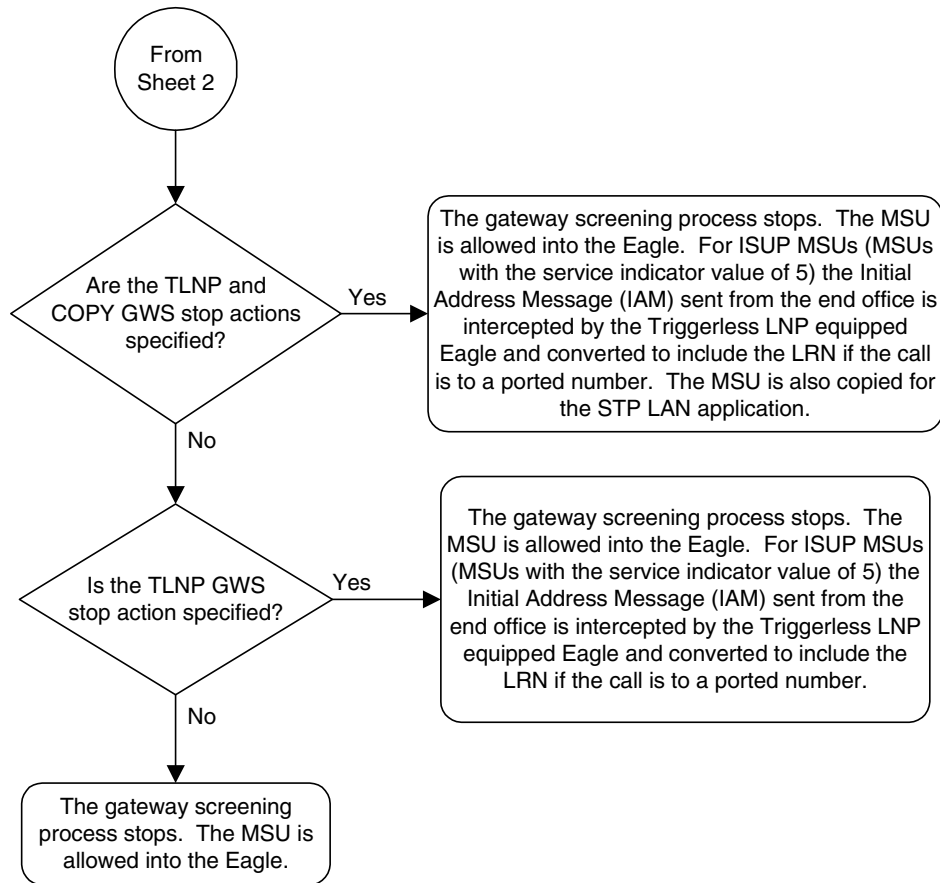 From
Sheet 2
Are the TLNP and
COPY GWS stop actions
specified?
Yes
The gateway screening process stops.  The MSU
is allowed into the Eagle.  For ISUP MSUs (MSUs
with the service indicator value of 5) the Initial
Address Message (IAM) sent from the end office is
intercepted by the Triggerless LNP equipped
Eagle and converted to include the LRN if the call
is to a ported number.  The MSU is also copied for
the STP LAN application.
No
Is the TLNP GWS
stop action specified?
Yes
The gateway screening process stops.  The
MSU is allowed into the Eagle.  For ISUP MSUs
(MSUs with the service indicator value of 5) the
Initial Address Message (IAM) sent from the
end office is intercepted by the Triggerless LNP
equipped Eagle and converted to include the
LRN if the call is to a ported number.
No
The gateway screening
process stops.  The MSU is
allowed into the Eagle.